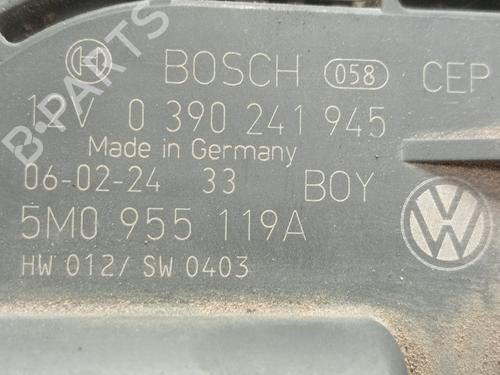 BOSCH 058 CEP
12V 0 390 241 945
Made in Germany
06-02-24 33 BOY
5M0 955 119A
HW 012/ SW 0403
B-PARTS